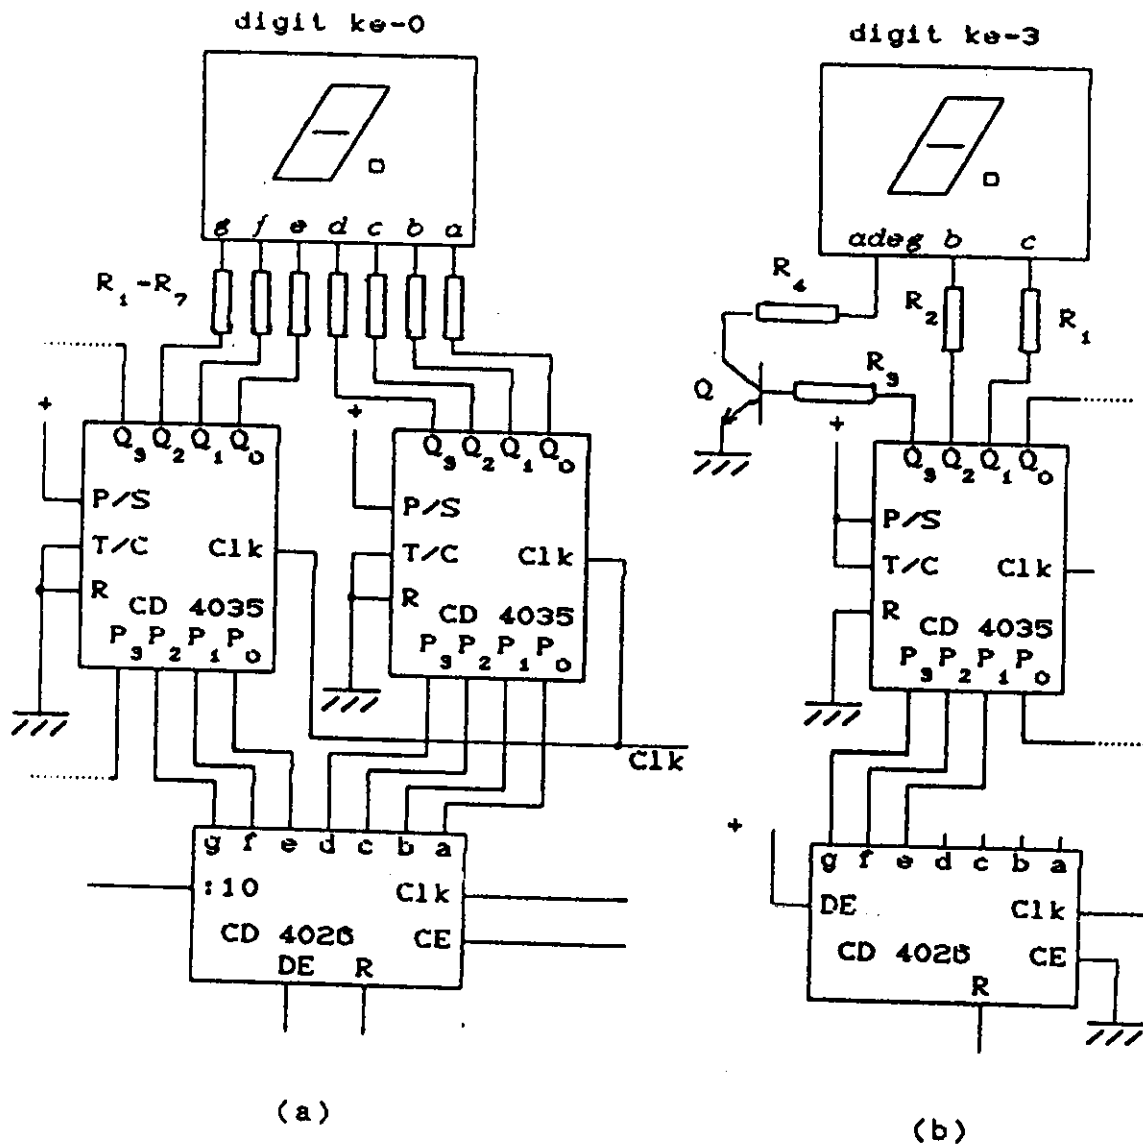 digit ke-0
g f e d c b a
R₁-R₇
+
+
Q₃ Q₂ Q₁ Q₀
Q₃ Q₂ Q₁ Q₀
P/S
T/C
R
Clk
CD 4035
P₃ P₂ P₁ P₀
P/S
T/C
R
Clk
CD 4035
P₃ P₂ P₁ P₀
Clk
g f e d c b a
:10
Clk
CD 4026
CE
DE R
(a)
digit ke-3
adeg b c
R₄
R₂
R₁
R₃
Q
+
Q₃ Q₂ Q₁ Q₀
P/S
T/C
R
Clk
CD 4035
P₃ P₂ P₁ P₀
+
g f e d c b a
DE
Clk
CD 4026
CE
R
(b)